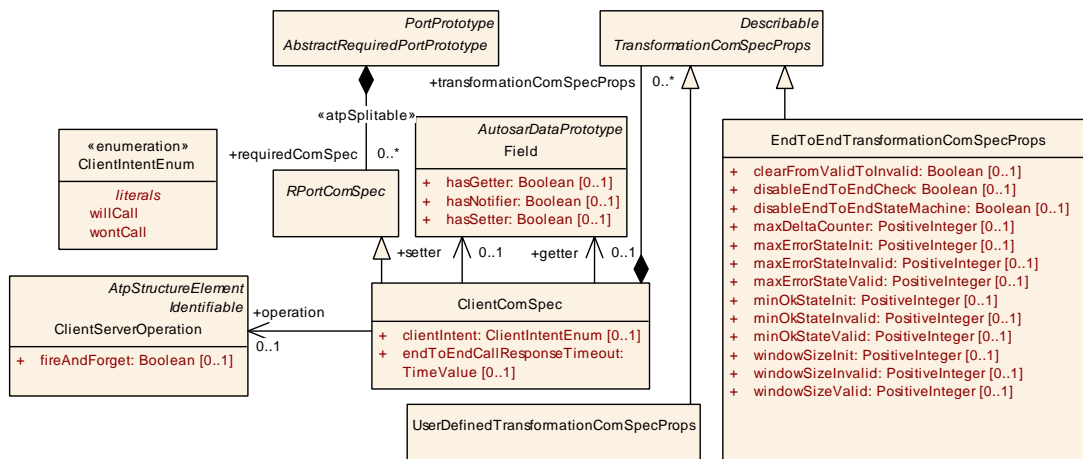 PortPrototype
AbstractRequiredPortPrototype
Describable
TransformationComSpecProps
+transformationComSpecProps 0..*
«atpSplitable»
+requiredComSpec 0..*
«enumeration»
ClientIntentEnum
literals
willCall
wontCall
AutosarDataPrototype
Field
+ hasGetter: Boolean [0..1]
+ hasNotifier: Boolean [0..1]
+ hasSetter: Boolean [0..1]
RPortComSpec
EndToEndTransformationComSpecProps
+ clearFromValidToInvalid: Boolean [0..1]
+ disableEndToEndCheck: Boolean [0..1]
+ disableEndToEndStateMachine: Boolean [0..1]
+ maxDeltaCounter: PositiveInteger [0..1]
+ maxErrorStateInit: PositiveInteger [0..1]
+ maxErrorStateInvalid: PositiveInteger [0..1]
+ maxErrorStateValid: PositiveInteger [0..1]
+ minOkStateInit: PositiveInteger [0..1]
+ minOkStateInvalid: PositiveInteger [0..1]
+ minOkStateValid: PositiveInteger [0..1]
+ windowSizeInit: PositiveInteger [0..1]
+ windowSizeInvalid: PositiveInteger [0..1]
+ windowSizeValid: PositiveInteger [0..1]
+setter 0..1 +getter 0..1
AtpStructureElement
Identifiable
ClientServerOperation
+ fireAndForget: Boolean [0..1]
+operation
0..1
ClientComSpec
+ clientIntent: ClientIntentEnum [0..1]
+ endToEndCallResponseTimeout:
TimeValue [0..1]
UserDefinedTransformationComSpecProps